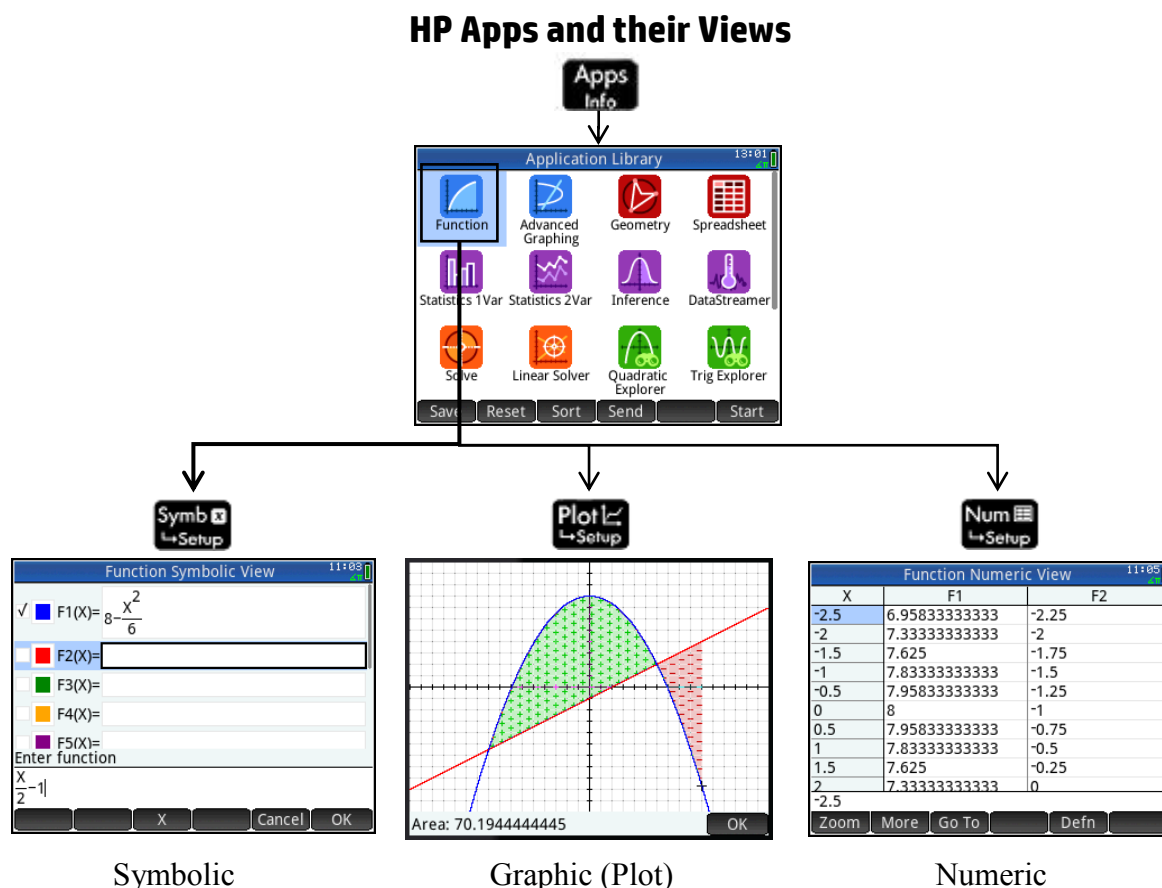 HP Apps and their Views
Apps
Info
Application Library 13:01
∡π
Function Advanced Graphing Geometry Spreadsheet
Statistics 1Var Statistics 2Var Inference DataStreamer
Solve Linear Solver Quadratic Explorer Trig Explorer
Save Reset Sort Send Start
Symb x
↳Setup
Plot
↳Setup
Num
↳Setup
Function Symbolic View 11:03
∡π
√ F1(X)= 8-X²/6
F2(X)=
F3(X)=
F4(X)=
F5(X)=
Enter function
X/2-1
X Cancel OK
Area: 70.1944444445 OK
Function Numeric View 11:05
∡π
X F1 F2
-2.5 6.95833333333 -2.25
-2 7.33333333333 -2
-1.5 7.625 -1.75
-1 7.83333333333 -1.5
-0.5 7.95833333333 -1.25
0 8 -1
0.5 7.95833333333 -0.75
1 7.83333333333 -0.5
1.5 7.625 -0.25
2 7.33333333333 0
-2.5
Zoom More Go To Defn
Symbolic Graphic (Plot) Numeric